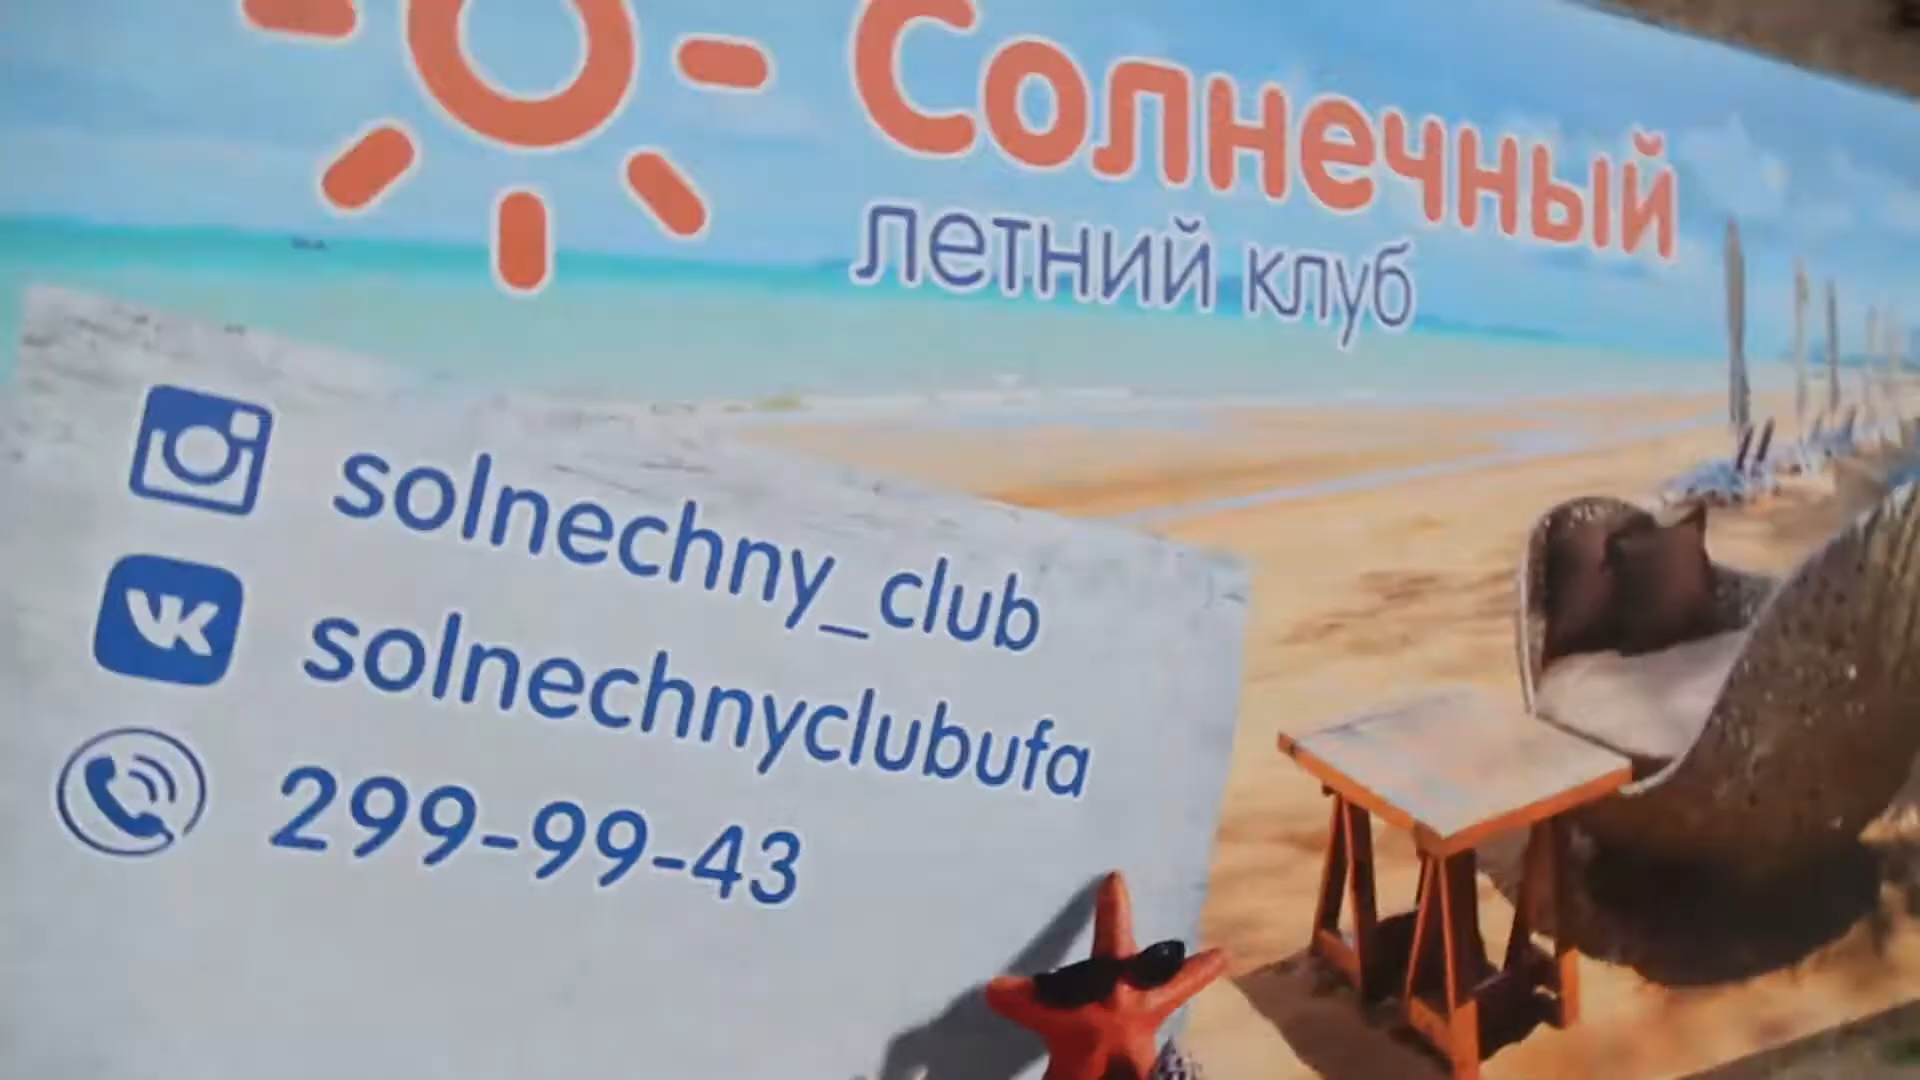 Солнечный
летний клуб
solnechny_club
solnechnyclubufa
299-99-43